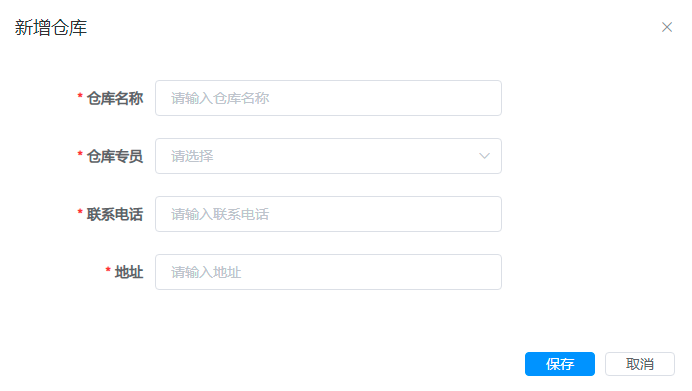 新增仓库
* 仓库名称 请输入仓库名称
* 仓库专员 请选择
* 联系电话 请输入联系电话
* 地址 请输入地址
保存 取消